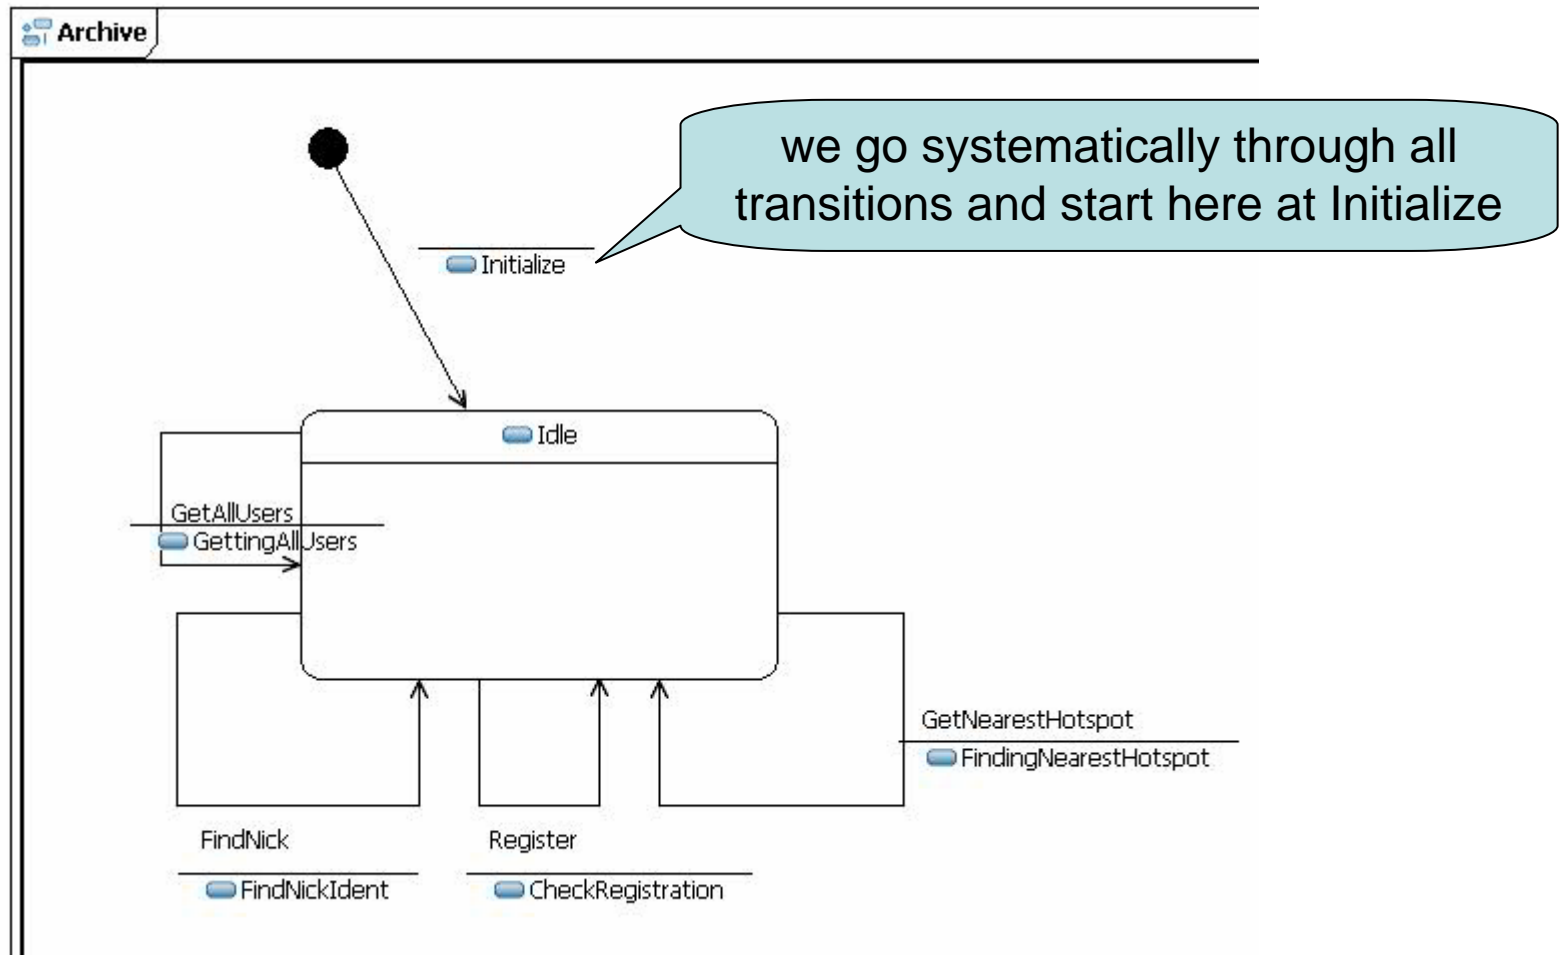 Archive
we go systematically through all
transitions and start here at Initialize
Initialize
Idle
GetAllUsers
GettingAllUsers
GetNearestHotspot
FindingNearestHotspot
FindNick
Register
FindNickIdent
CheckRegistration